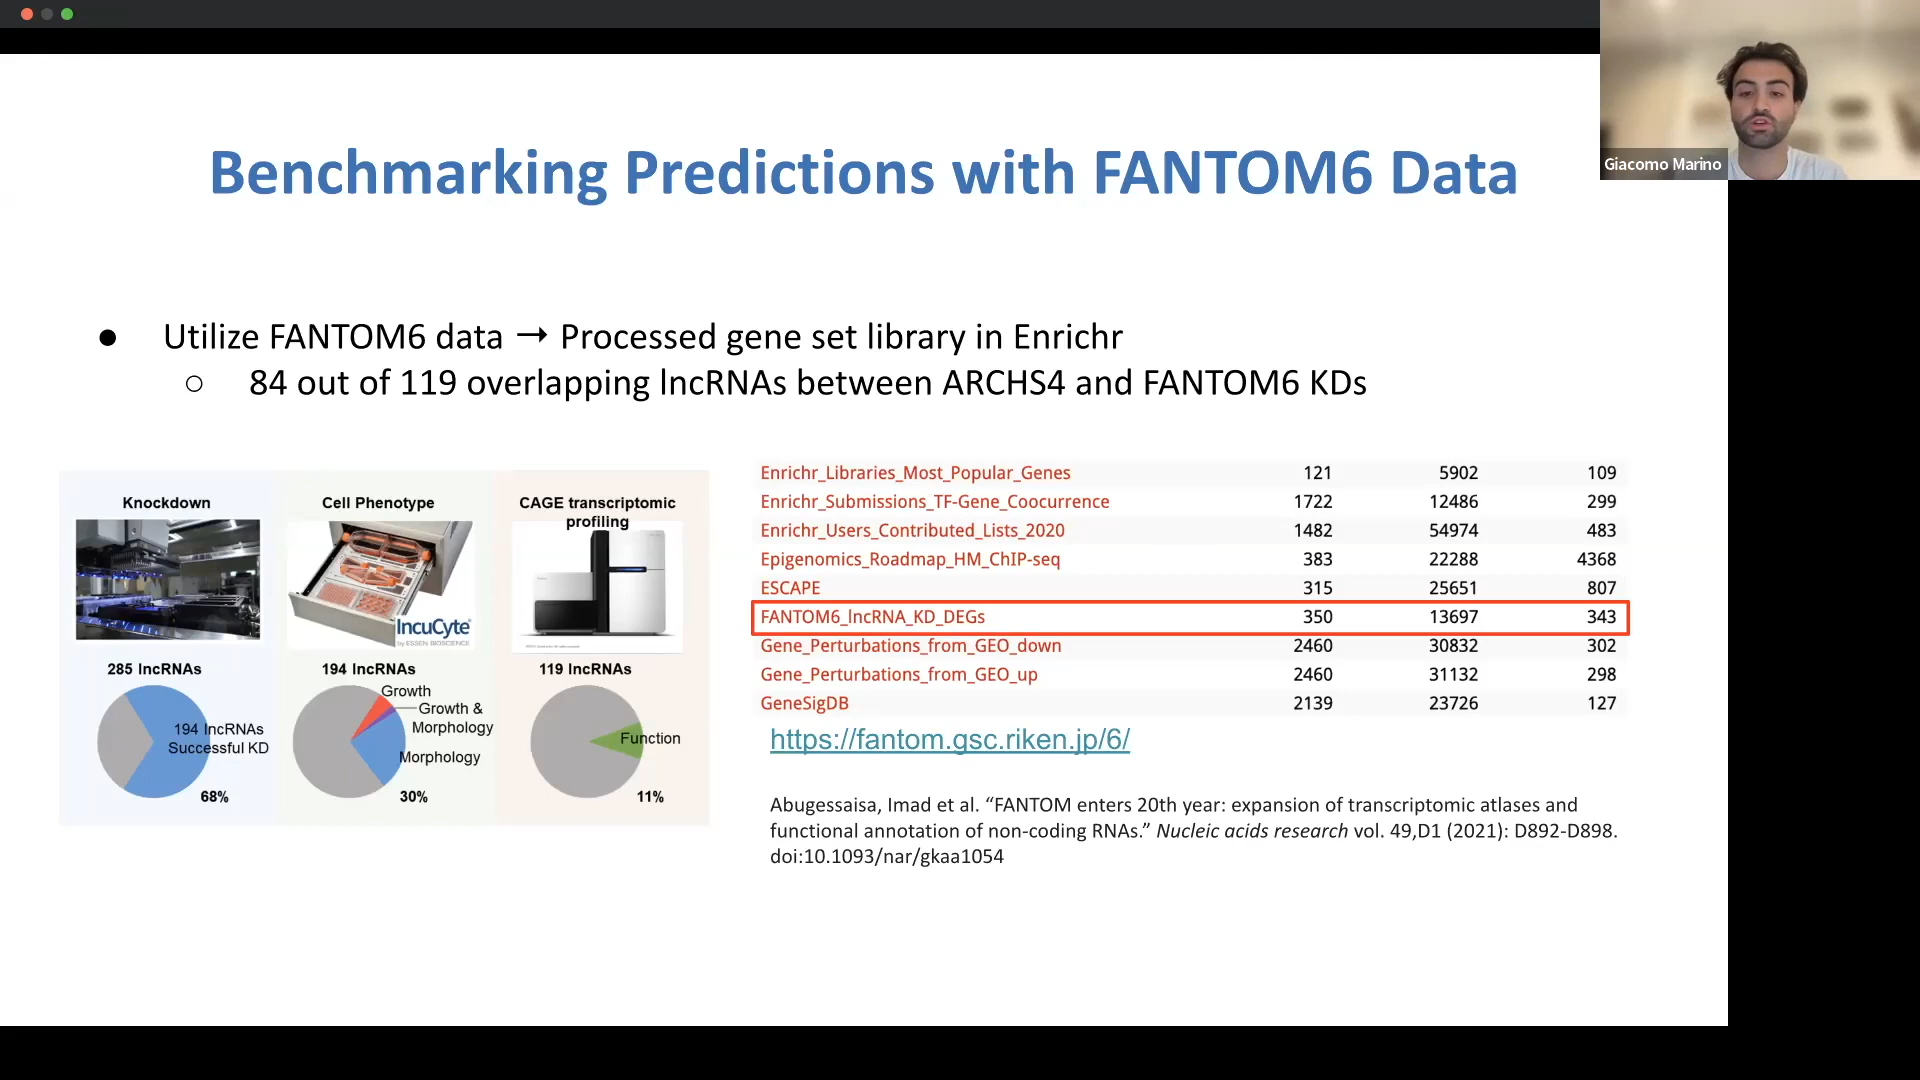 Giacomo Marino
Benchmarking Predictions with FANTOM6 Data
● Utilize FANTOM6 data → Processed gene set library in Enrichr
○ 84 out of 119 overlapping lncRNAs between ARCHS4 and FANTOM6 KDs
Knockdown
285 lncRNAs
194 lncRNAs
Successful KD
68%
Cell Phenotype
IncuCyte
by ESSEN BIOSCIENCE
194 lncRNAs
Growth
Growth &
Morphology
Morphology
30%
CAGE transcriptomic
profiling
119 lncRNAs
Function
11%
Enrichr_Libraries_Most_Popular_Genes 121 5902 109
Enrichr_Submissions_TF-Gene_Coocurrence 1722 12486 299
Enrichr_Users_Contributed_Lists_2020 1482 54974 483
Epigenomics_Roadmap_HM_ChIP-seq 383 22288 4368
ESCAPE 315 25651 807
FANTOM6_lncRNA_KD_DEGs 350 13697 343
Gene_Perturbations_from_GEO_down 2460 30832 302
Gene_Perturbations_from_GEO_up 2460 31132 298
GeneSigDB 2139 23726 127
https://fantom.gsc.riken.jp/6/
Abugessaisa, Imad et al. “FANTOM enters 20th year: expansion of transcriptomic atlases and
functional annotation of non-coding RNAs.” Nucleic acids research vol. 49,D1 (2021): D892-D898.
doi:10.1093/nar/gkaa1054